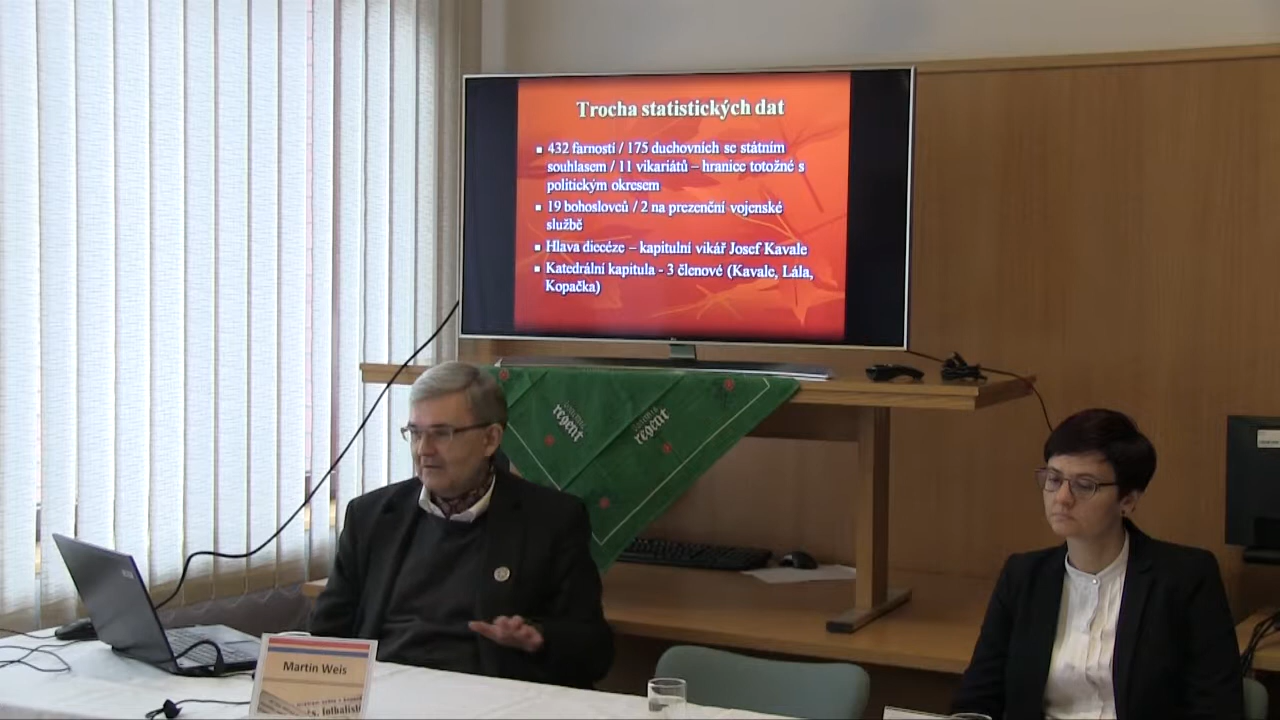 Trocha statistických dat
432 farností / 175 duchovních se státním
souhlasem / 11 vikariátů – hranice totožné s
politickým okresem
19 bohoslovců / 2 na prezenční vojenské
službě
Hlava diecéze – kapitulní vikář Josef Kavale
Katedrální kapitula - 3 členové (Kavale, Lála,
Kopačka)
regent
regent
Martin Weis